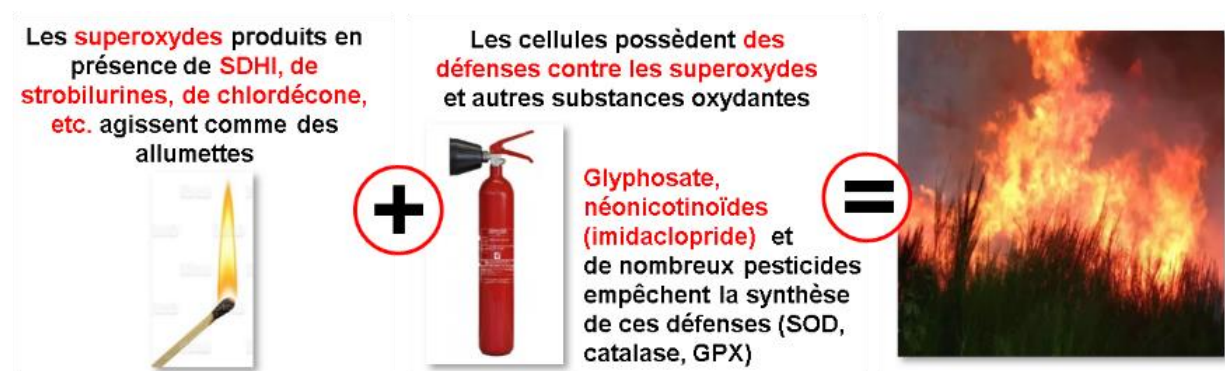 Les superoxydes produits en
présence de SDHI, de
strobilurines, de chlordécone,
etc. agissent comme des
allumettes
+
Les cellules possèdent des
défenses contre les superoxydes
et autres substances oxydantes
Glyphosate,
néonicotinoïdes
(imidaclopride) et
de nombreux pesticides
empêchent la synthèse
de ces défenses (SOD,
catalase, GPX)
=